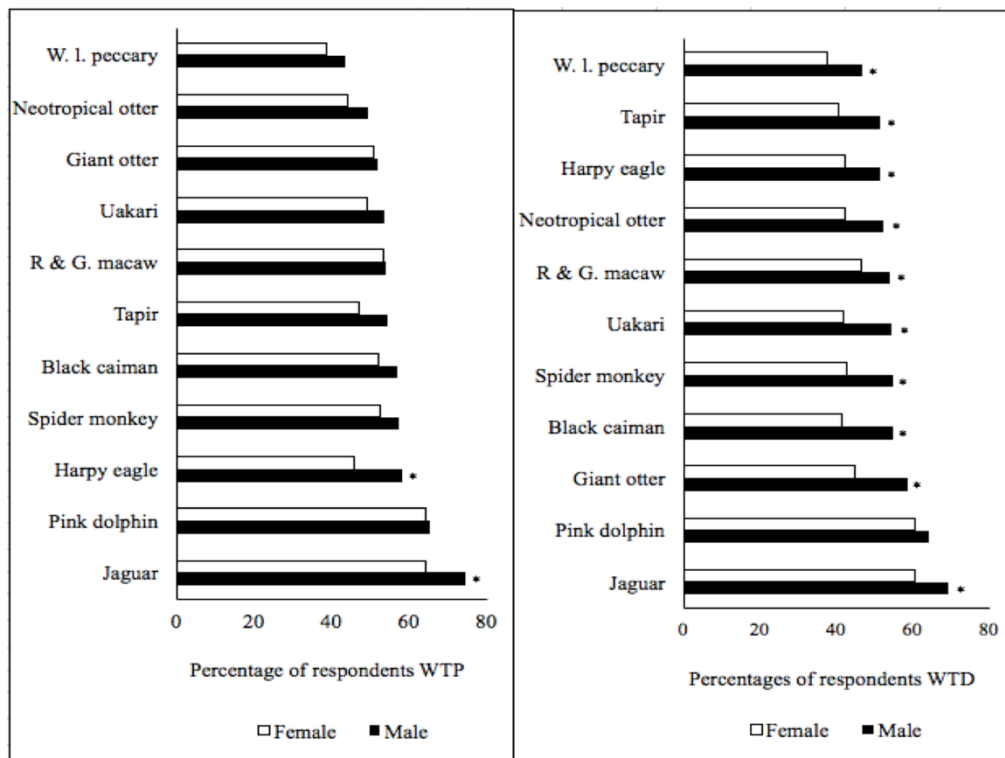 W. l. peccary
Neotropical otter
Giant otter
Uakari
R & G. macaw
Tapir
Black caiman
Spider monkey
Harpy eagle *
Pink dolphin
Jaguar *
0 20 40 60 80
Percentage of respondents WTP
Female Male
W. l. peccary *
Tapir *
Harpy eagle *
Neotropical otter *
R & G. macaw *
Uakari *
Spider monkey *
Black caiman *
Giant otter *
Pink dolphin
Jaguar *
0 20 40 60 80
Percentages of respondents WTD
Female Male